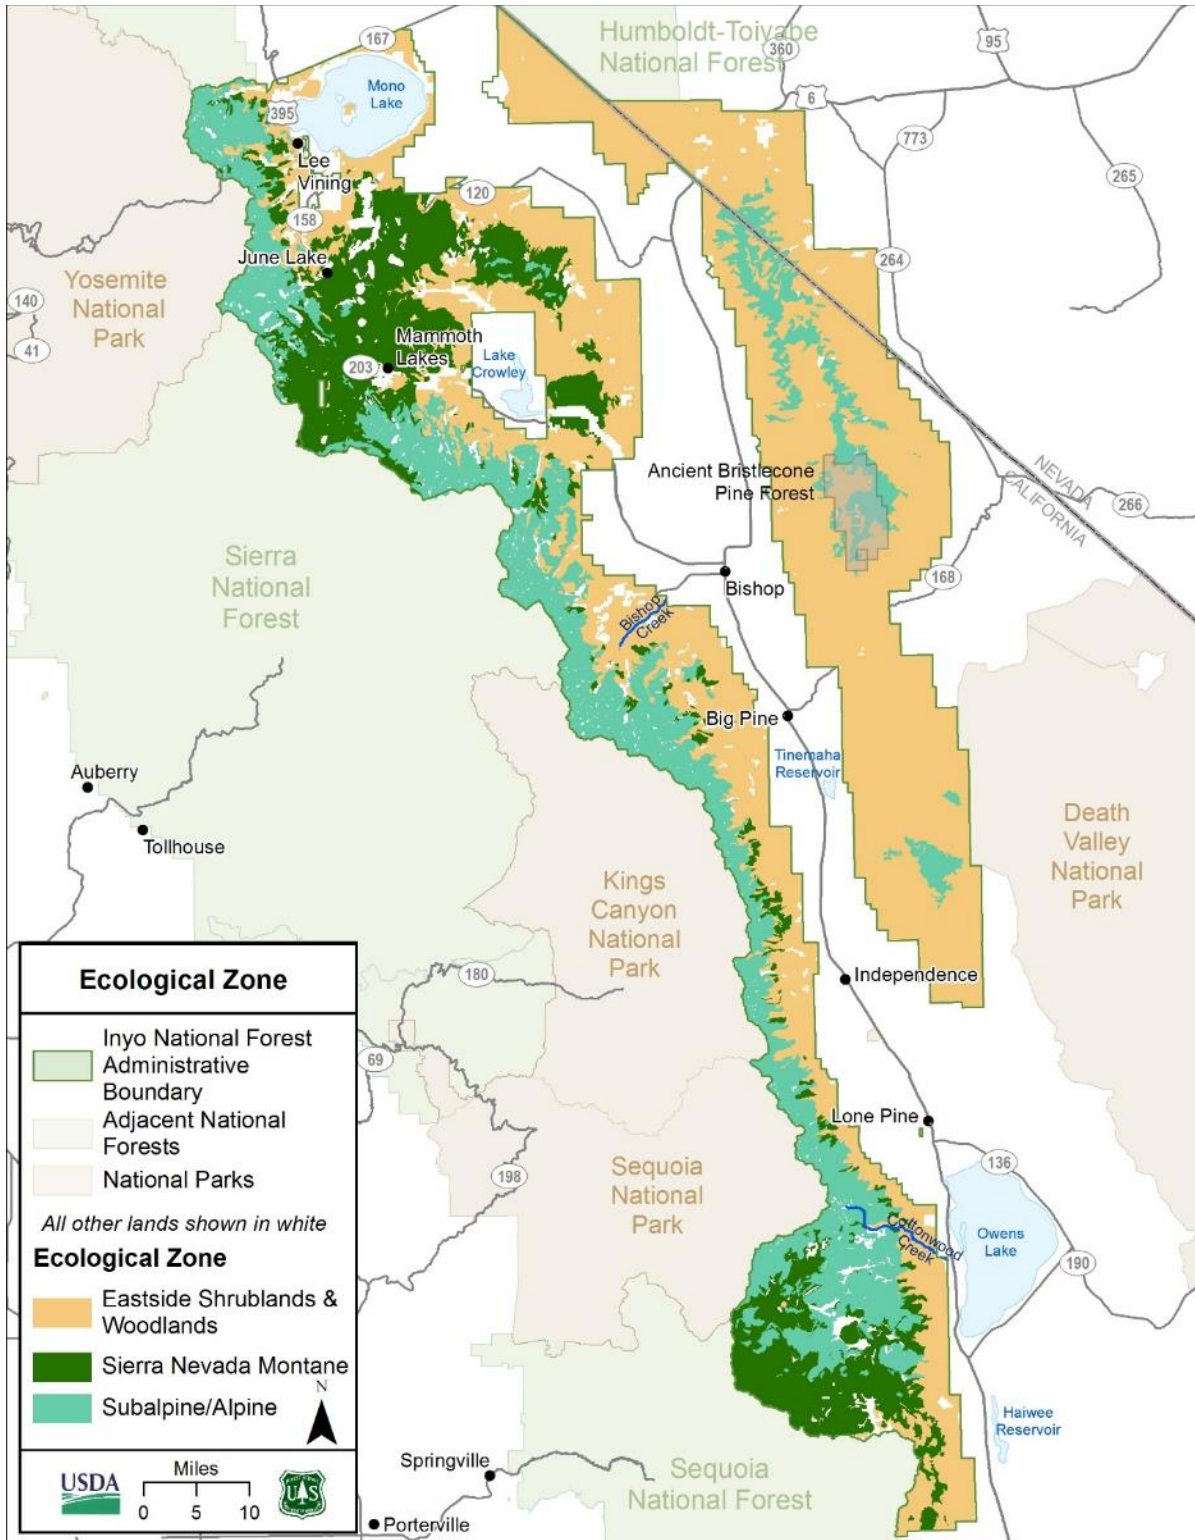 Humboldt-Toiyabe
National Forest
167
360
95
6
Mono
Lake
395
773
Lee
Vining
265
120
158
June Lake
264
Yosemite
National
Park
140
41
Mammoth
Lakes
203
Lake
Crowley
Ancient Bristlecone
Pine Forest
NEVADA
CALIFORNIA
266
Sierra
National
Forest
168
Bishop
Bishop
Creek
Big Pine
Tinemaha
Reservoir
Auberry
Tollhouse
Death
Valley
National
Park
Kings
Canyon
National
Park
180
Independence
69
Lone Pine
136
198
Sequoia
National
Park
Cottonwood
Creek
Owens
Lake
190
Haiwee
Reservoir
Springville
Sequoia
National Forest
Porterville
Ecological Zone
Inyo National Forest
Administrative
Boundary
Adjacent National
Forests
National Parks
All other lands shown in white
Ecological Zone
Eastside Shrublands &
Woodlands
Sierra Nevada Montane
Subalpine/Alpine
N
USDA
Miles
0 5 10
U S